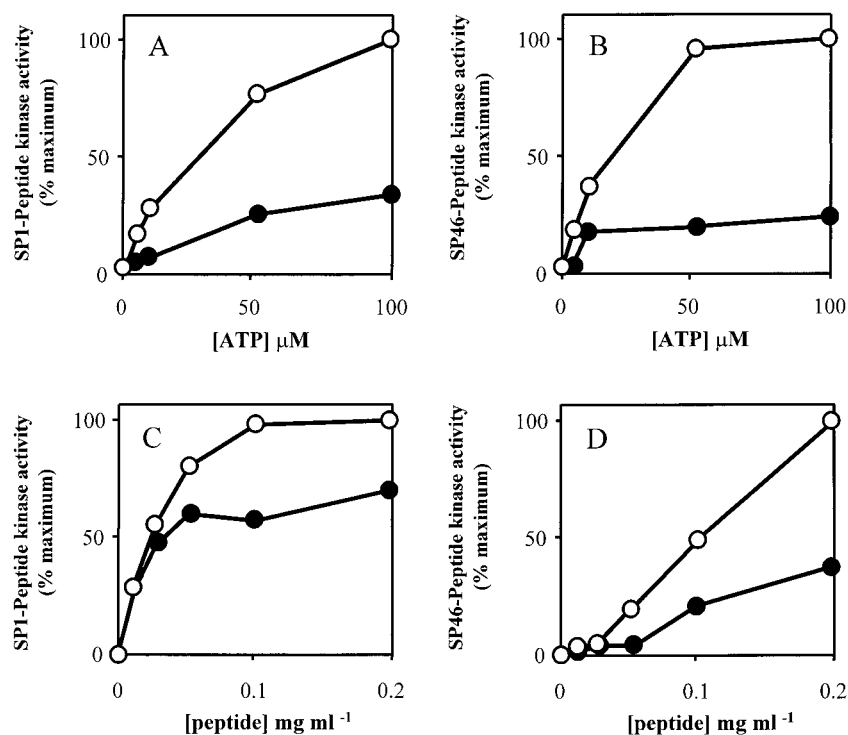 A
SP1-Peptide kinase activity
(% maximum)
100
50
0
0 50 100
[ATP] µM
B
SP46-Peptide kinase activity
(% maximum)
100
50
0
0 50 100
[ATP] µM
C
SP1-Peptide kinase activity
(% maximum)
100
50
0
0 0.1 0.2
[peptide] mg ml -1
D
SP46-Peptide kinase activity
(% maximum)
100
50
0
0 0.1 0.2
[peptide] mg ml -1